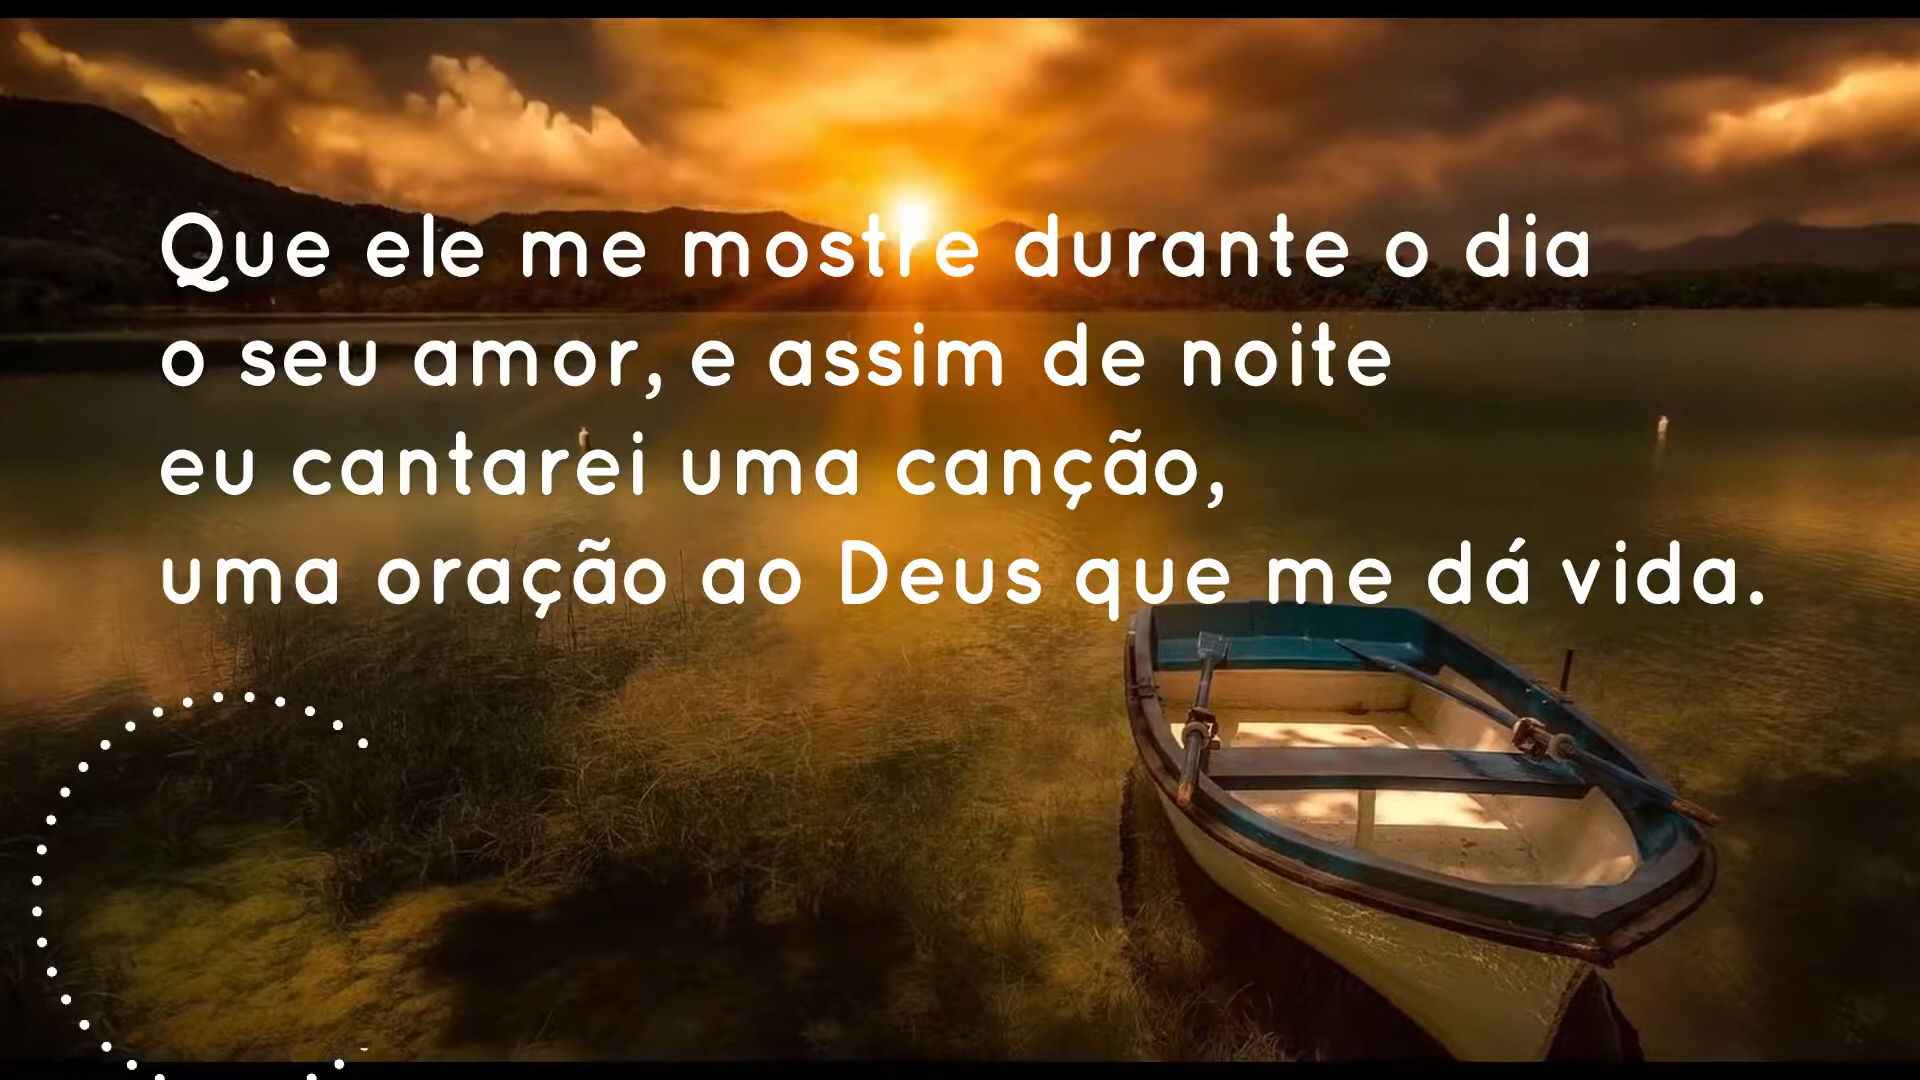 Que ele me mostre durante o dia
o seu amor, e assim de noite
eu cantarei uma canção,
uma oração ao Deus que me dá vida.